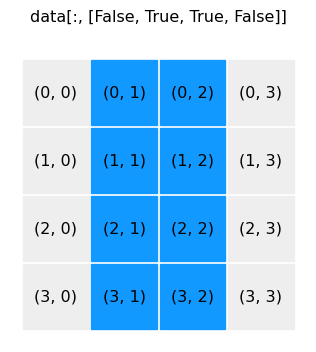 data[:, [False, True, True, False]]
(0, 0) (0, 1) (0, 2) (0, 3)
(1, 0) (1, 1) (1, 2) (1, 3)
(2, 0) (2, 1) (2, 2) (2, 3)
(3, 0) (3, 1) (3, 2) (3, 3)